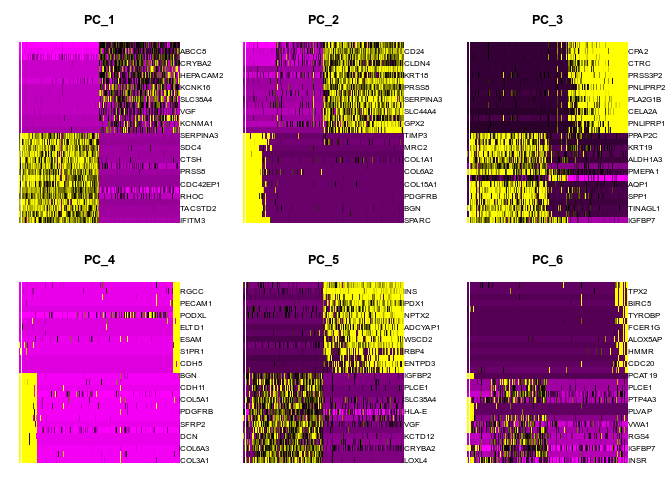 PC_1
ABCC8
CRYBA2
HEPACAM2
KCNK16
SLC35A4
VGF
KCNMA1
SERPINA3
SDC4
CTSH
PRSS8
CDC42EP1
RHOC
TACSTD2
IFITM3
PC_2
CD24
CLDN4
KRT18
PRSS8
SERPINA3
SLC44A4
GPX2
TIMP3
MRC2
COL1A1
COL6A2
COL15A1
PDGFRB
BGN
SPARC
PC_3
CPA2
CTRC
PRSS3P2
PNLIPRP2
PLA2G1B
CELA2A
PNLIPRP1
PPAP2C
KRT19
ALDH1A3
PMEPA1
AQP1
SPP1
TINAGL1
IGFBP7
PC_4
RGCC
PECAM1
PODXL
ELTD1
ESAM
S1PR1
CDH5
BGN
CDH11
COL5A1
PDGFRB
SFRP2
DCN
COL6A3
COL3A1
PC_5
INS
PDX1
NPTX2
ADCYAP1
WSCD2
RBP4
ENTPD3
IGFBP2
PLCE1
SLC35A4
HLA-E
VGF
KCTD12
CRYBA2
LOXL4
PC_6
TPX2
BIRC5
TYROBP
FCER1G
ALOX5AP
HMMR
CDC20
PCAT19
PLCE1
PTP4A3
PLVAP
VWA1
RGS4
IGFBP7
INSR